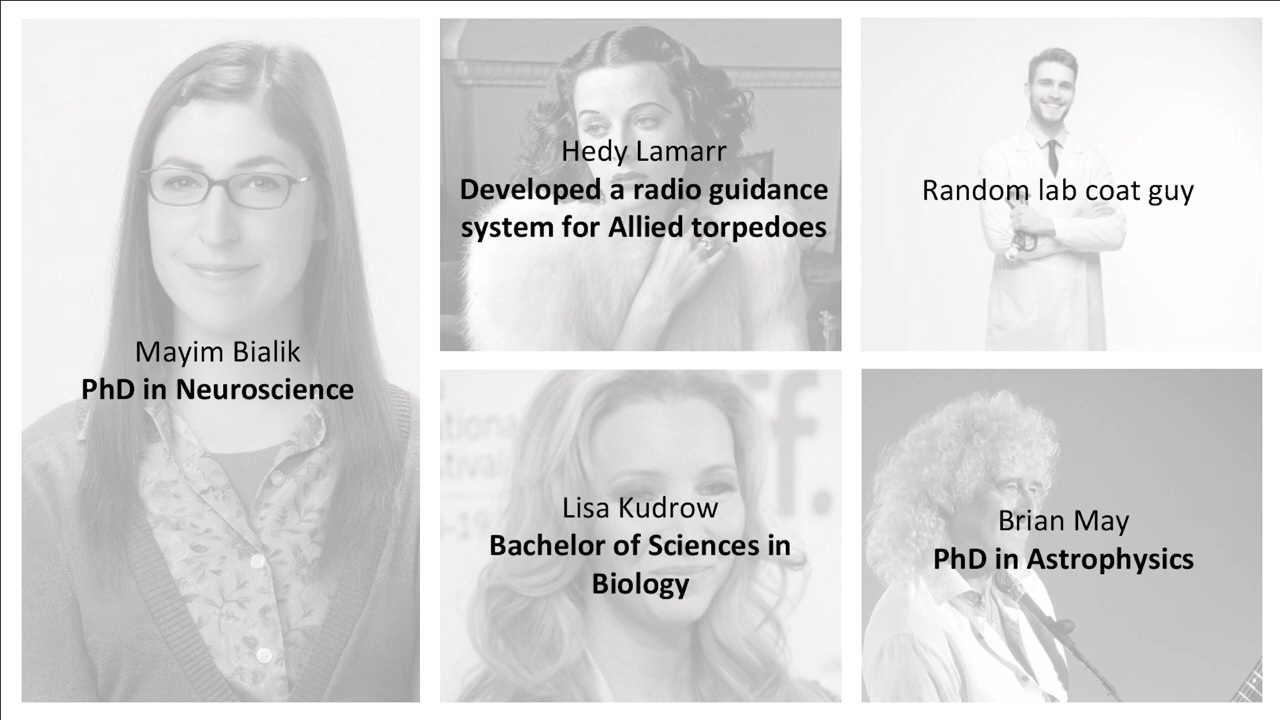 Mayim Bialik
PhD in Neuroscience
Hedy Lamarr
Developed a radio guidance
system for Allied torpedoes
Random lab coat guy
Lisa Kudrow
Bachelor of Sciences in
Biology
Brian May
PhD in Astrophysics